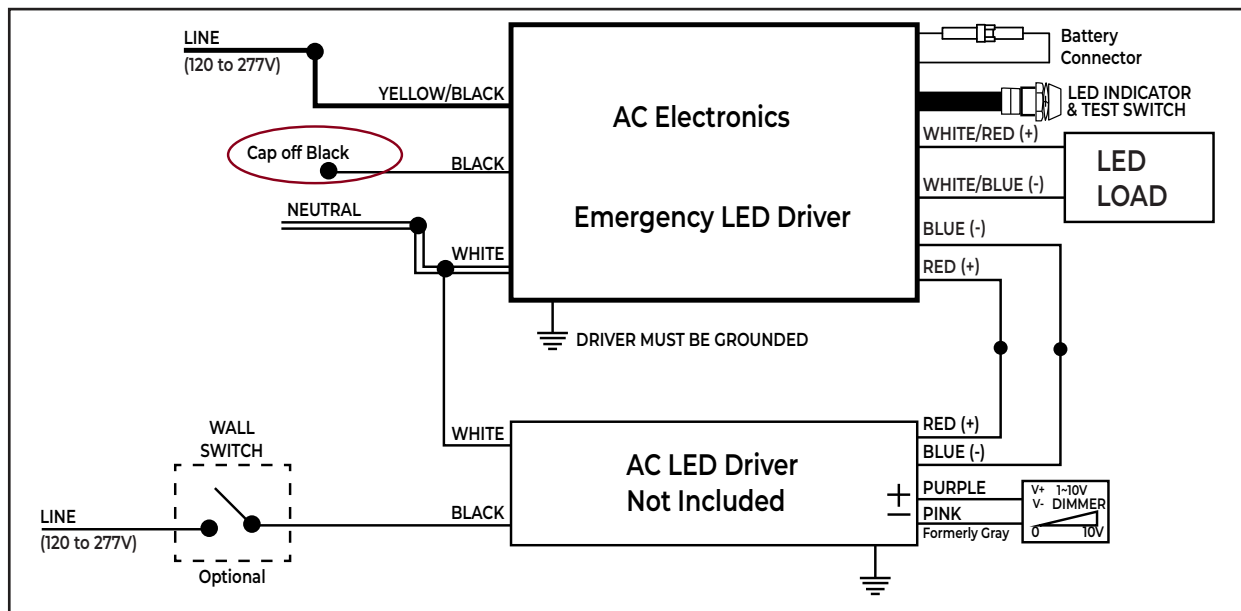 LINE
(120 to 277V)
YELLOW/BLACK
Cap off Black
BLACK
NEUTRAL
WHITE
AC Electronics
Emergency LED Driver
Battery
Connector
LED INDICATOR
& TEST SWITCH
WHITE/RED (+)
WHITE/BLUE (-)
LED
LOAD
BLUE (-)
RED (+)
DRIVER MUST BE GROUNDED
WALL
SWITCH
LINE
(120 to 277V)
Optional
WHITE
BLACK
AC LED Driver
Not Included
RED (+)
BLUE (-)
+ PURPLE
− PINK
Formerly Gray
V+ 1~10V
V- DIMMER
0 10V